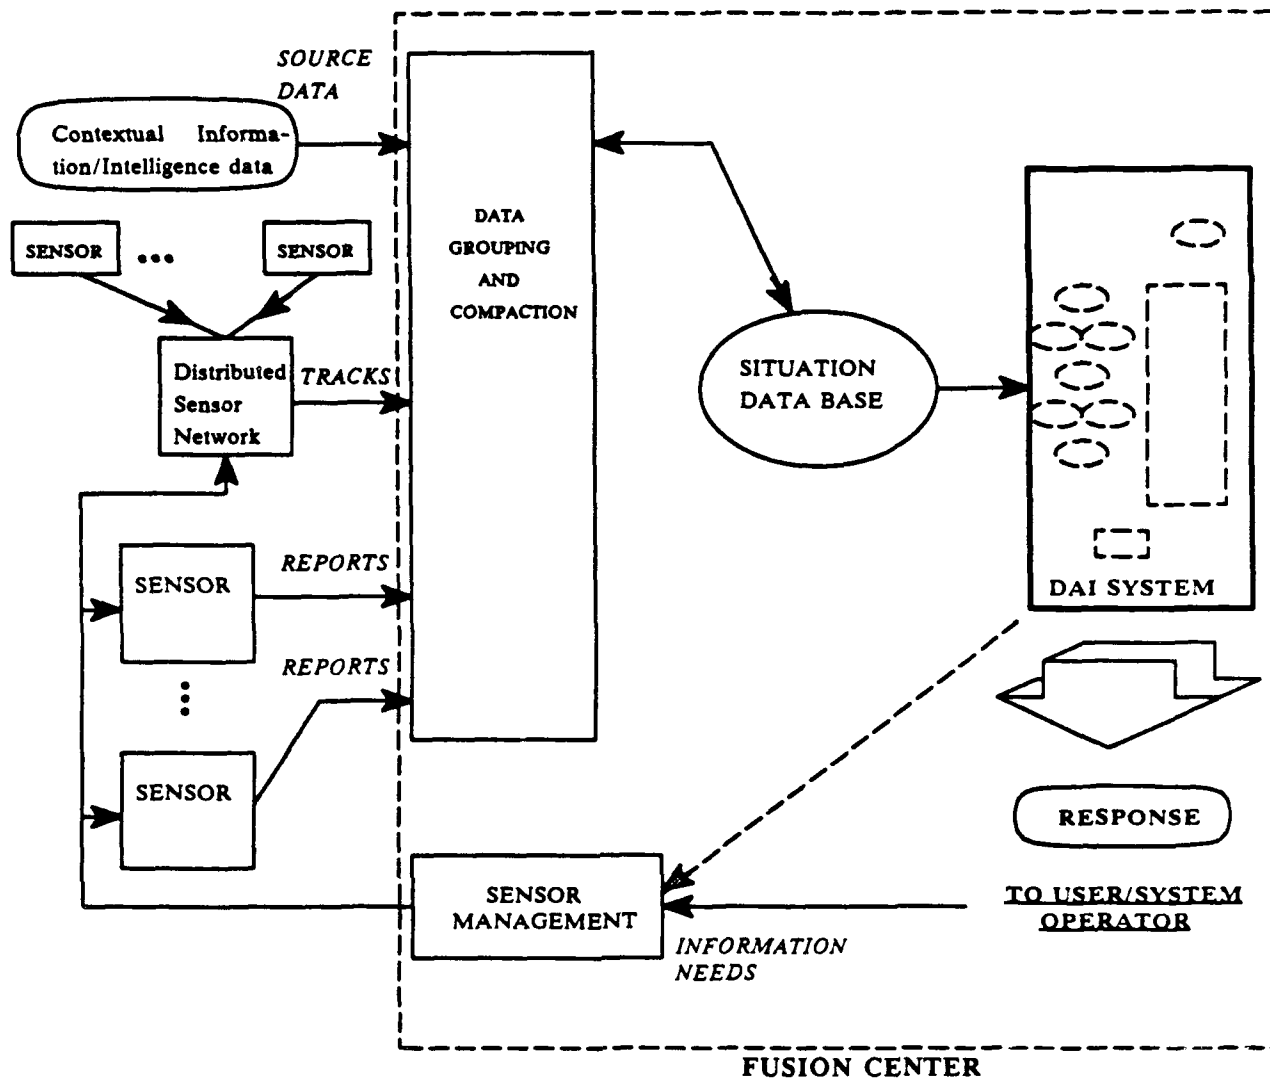 SOURCE
DATA
Contextual Informa-
tion/Intelligence data
SENSOR
SENSOR
Distributed
Sensor
Network
TRACKS
DATA
GROUPING
AND
COMPACTION
SITUATION
DATA BASE
DAI SYSTEM
SENSOR
REPORTS
REPORTS
SENSOR
RESPONSE
TO USER/SYSTEM
OPERATOR
SENSOR
MANAGEMENT
INFORMATION
NEEDS
FUSION CENTER